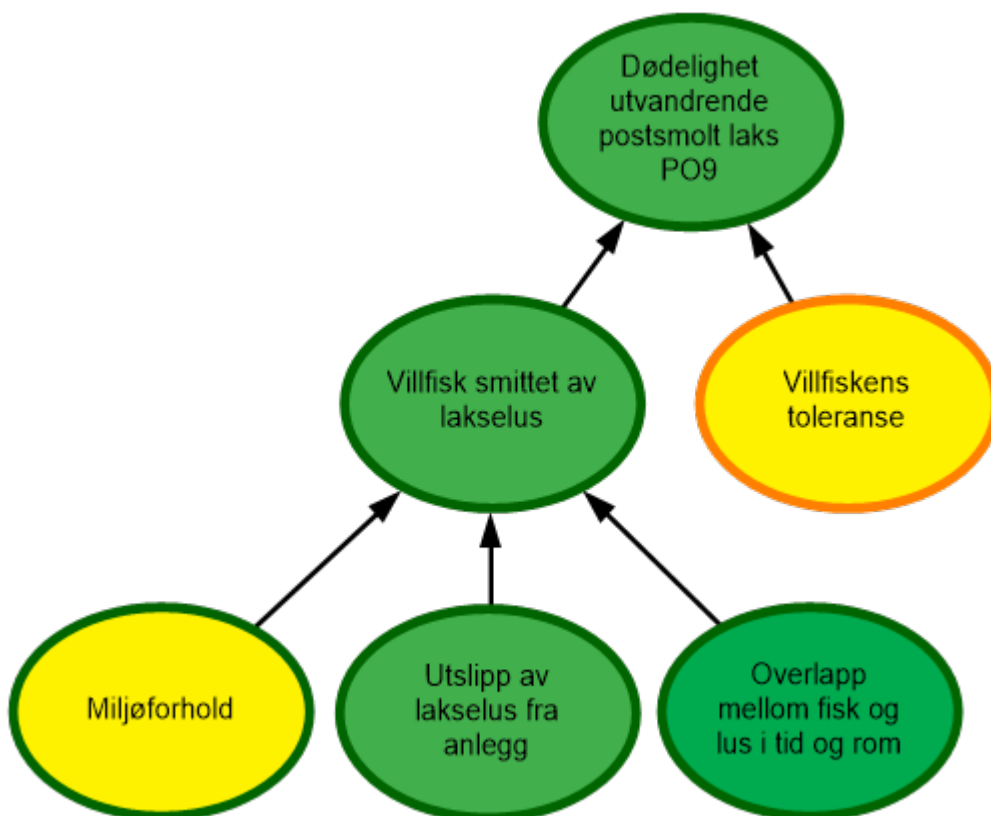 Dødelighet
utvandrende
postsmolt laks
PO9
Villfisk smittet av
lakselus
Villfiskens
toleranse
Miljøforhold
Utslipp av
lakselus fra
anlegg
Overlapp
mellom fisk og
lus i tid og rom